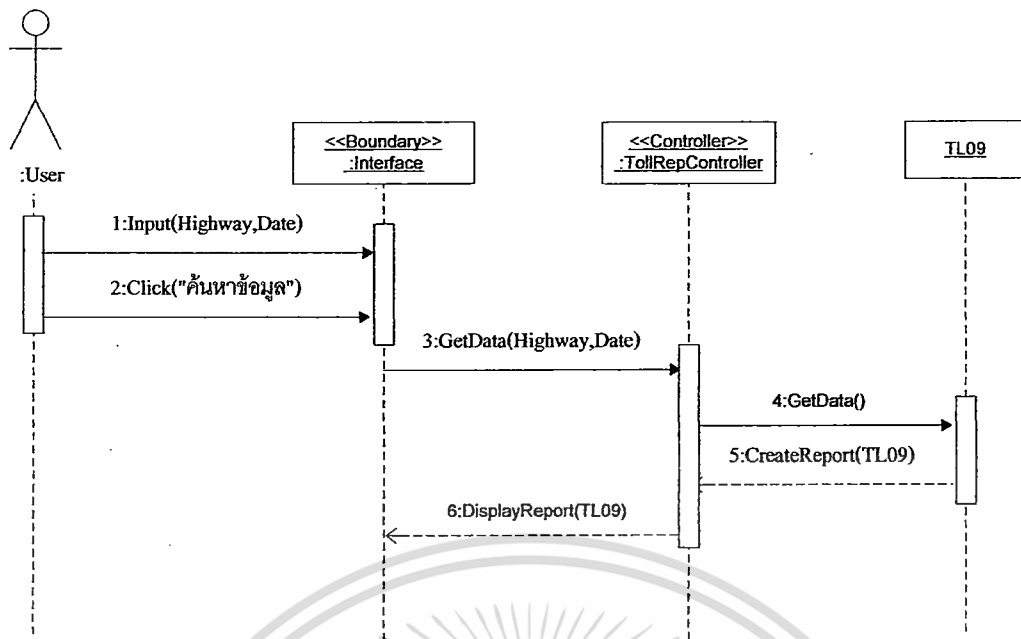 <<Boundary>>
:Interface
<<Controller>>
:TollRepController
TL09
:User
1:Input(Highway,Date)
2:Click("ค้นหาข้อมูล")
3:GetData(Highway,Date)
4:GetData()
5:CreateReport(TL09)
6:DisplayReport(TL09)